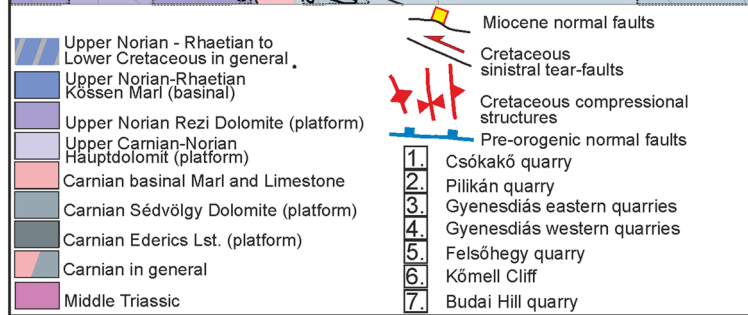 Upper Norian - Rhaetian to
Lower Cretaceous in general
Upper Norian-Rhaetian
Kössen Marl (basinal)
Upper Norian Rezi Dolomite (platform)
Upper Carnian-Norian
Hauptdolomit (platform)
Carnian basinal Marl and Limestone
Carnian Sédvölgy Dolomite (platform)
Carnian Ederics Lst. (platform)
Carnian in general
Middle Triassic
Miocene normal faults
Cretaceous
sinistral tear-faults
Cretaceous compressional
structures
Pre-orogenic normal faults
1. Csókakő quarry
2. Pilikán quarry
3. Gyenesdiás eastern quarries
4. Gyenesdiás western quarries
5. Felsőhegy quarry
6. Kőmell Cliff
7. Budai Hill quarry